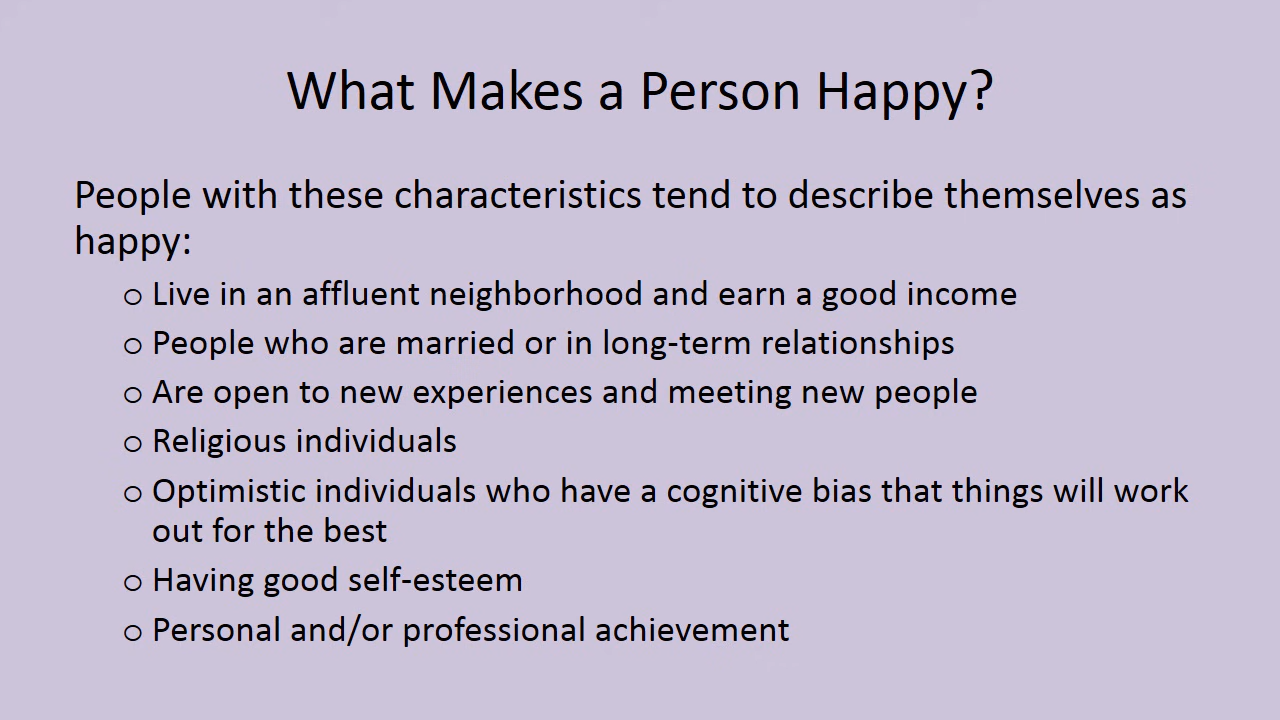 What Makes a Person Happy?
People with these characteristics tend to describe themselves as
happy:
o Live in an affluent neighborhood and earn a good income
o People who are married or in long-term relationships
o Are open to new experiences and meeting new people
o Religious individuals
o Optimistic individuals who have a cognitive bias that things will work
out for the best
o Having good self-esteem
o Personal and/or professional achievement